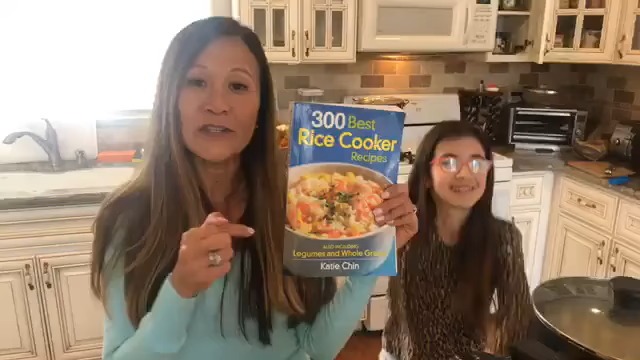 300 Best
Rice Cooker
Recipes
ALSO INCLUDING
Legumes and Whole Grains
Katie Chin